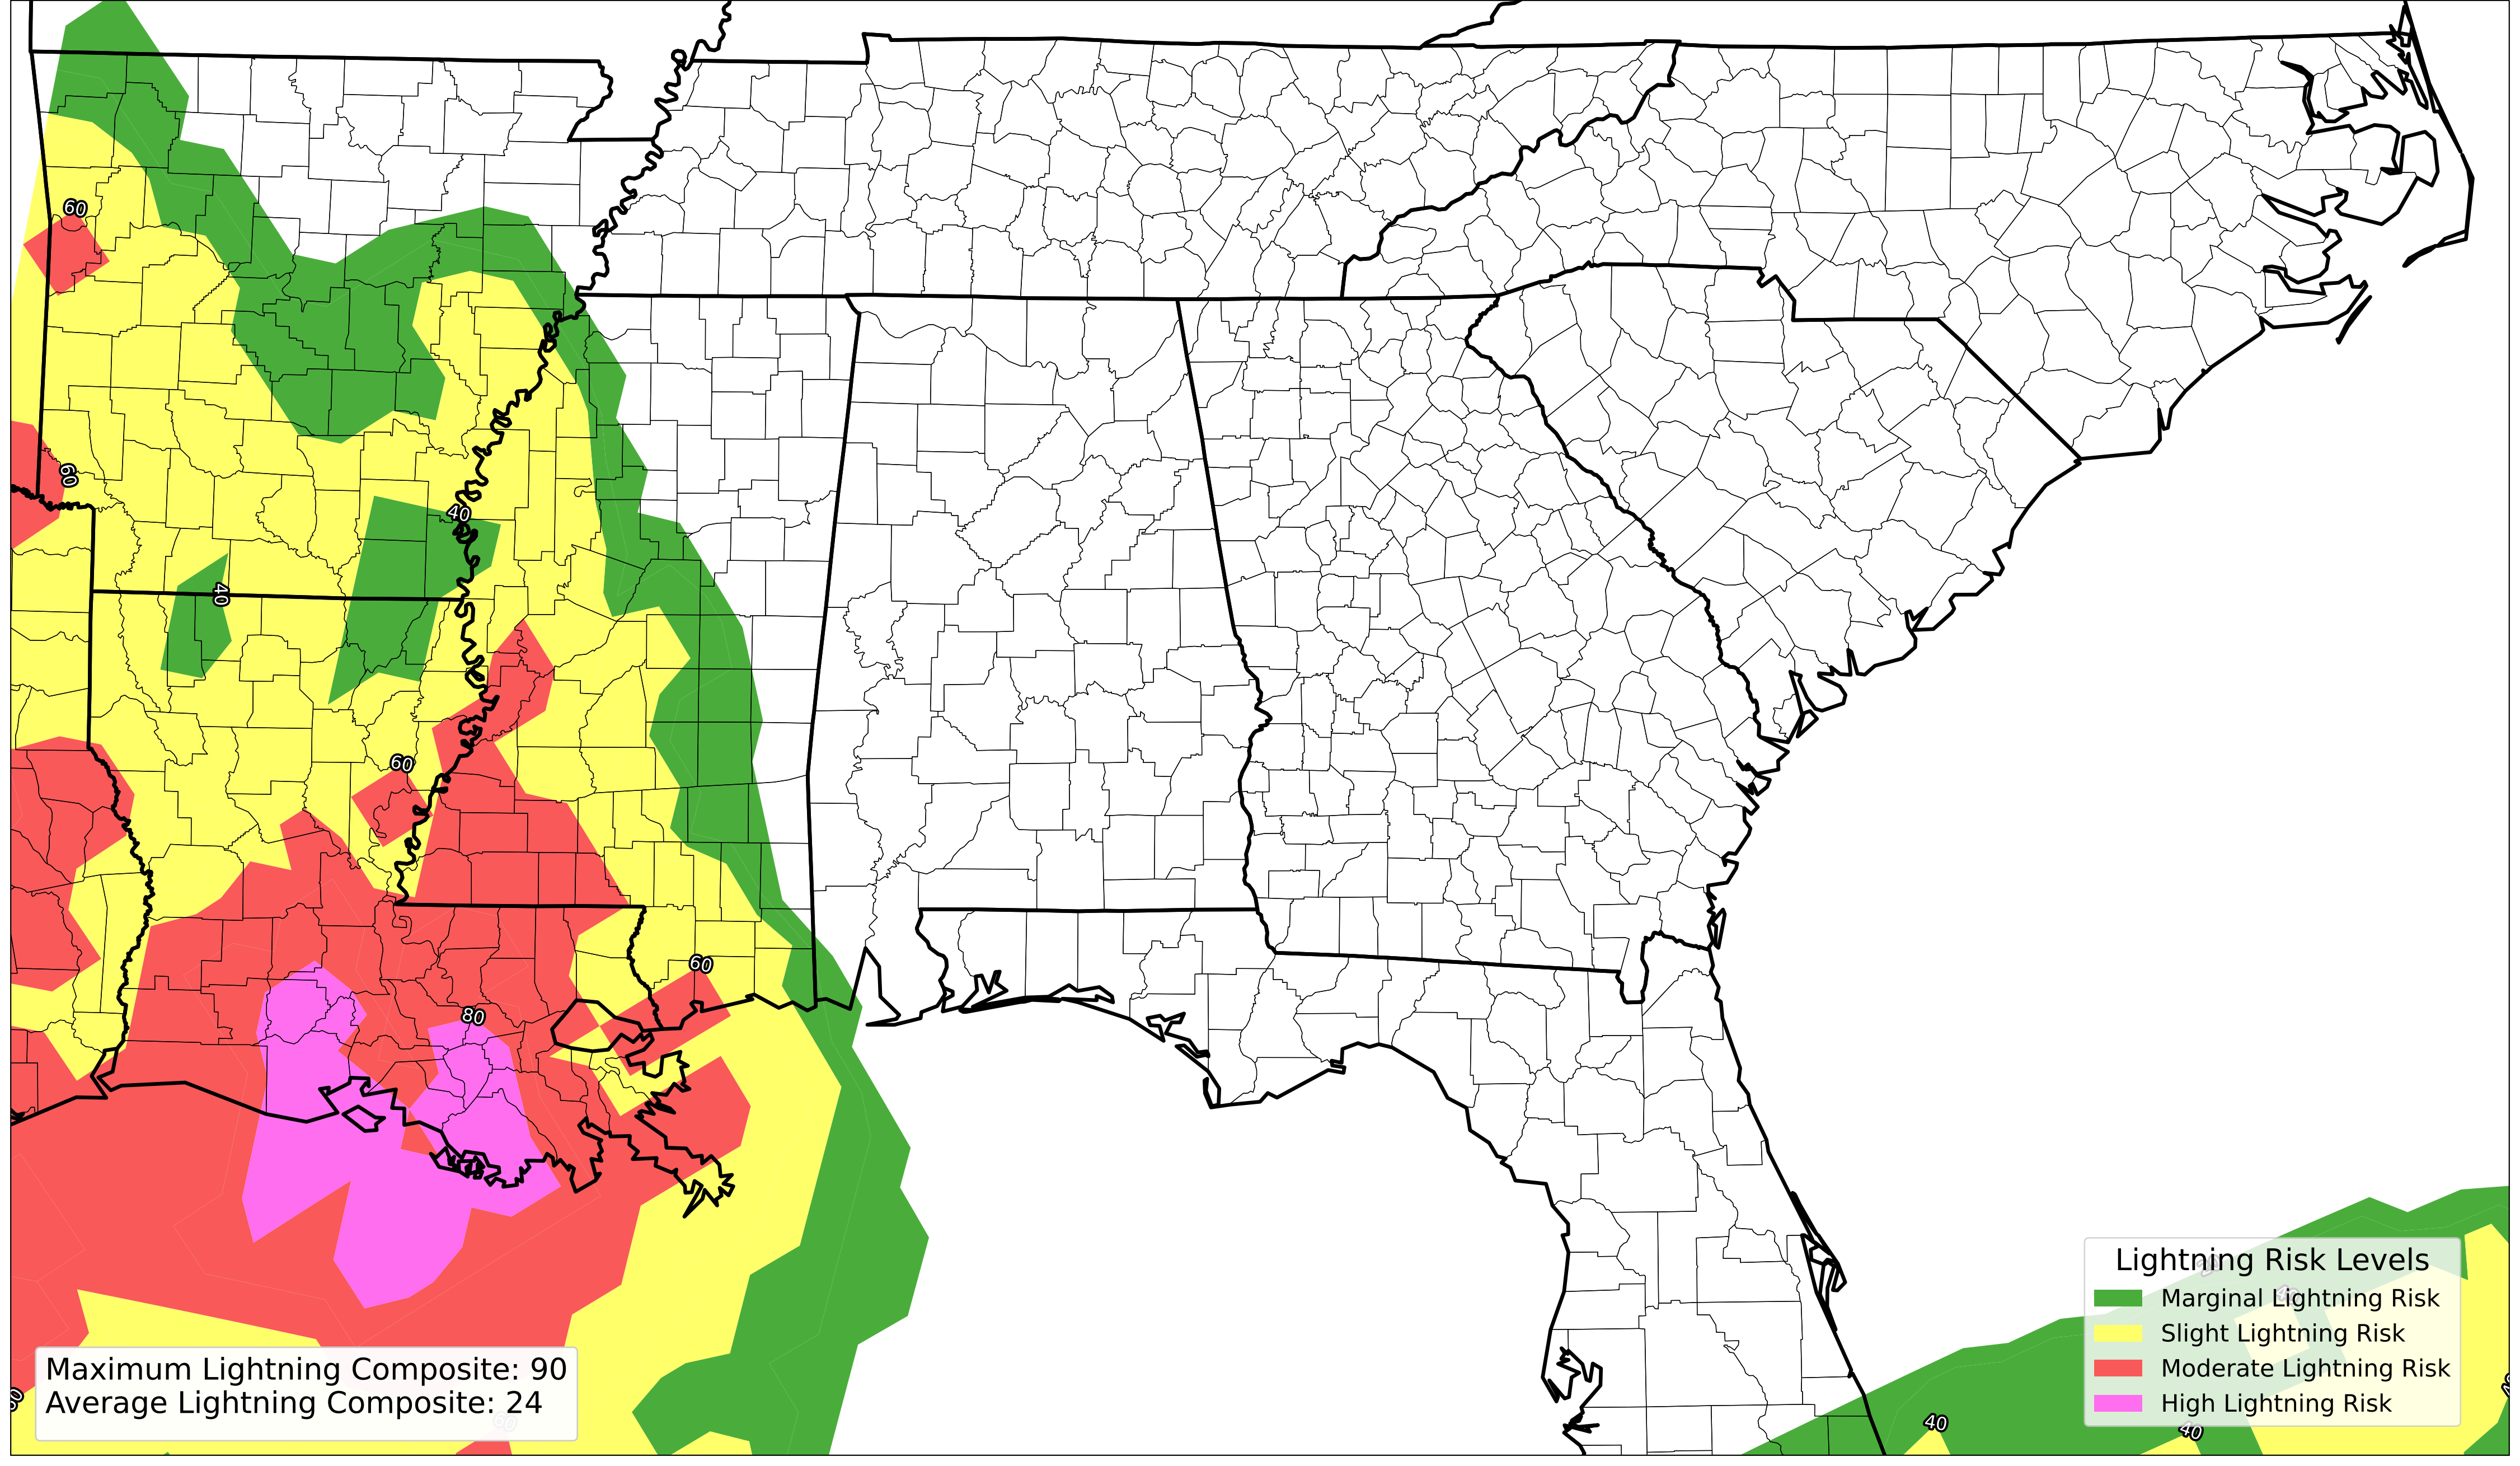 60
60
40
40
60
60
80
Lightning Risk Levels
Marginal Lightning Risk
Slight Lightning Risk
Moderate Lightning Risk
High Lightning Risk
Maximum Lightning Composite: 90
Average Lightning Composite: 24
60
40
40